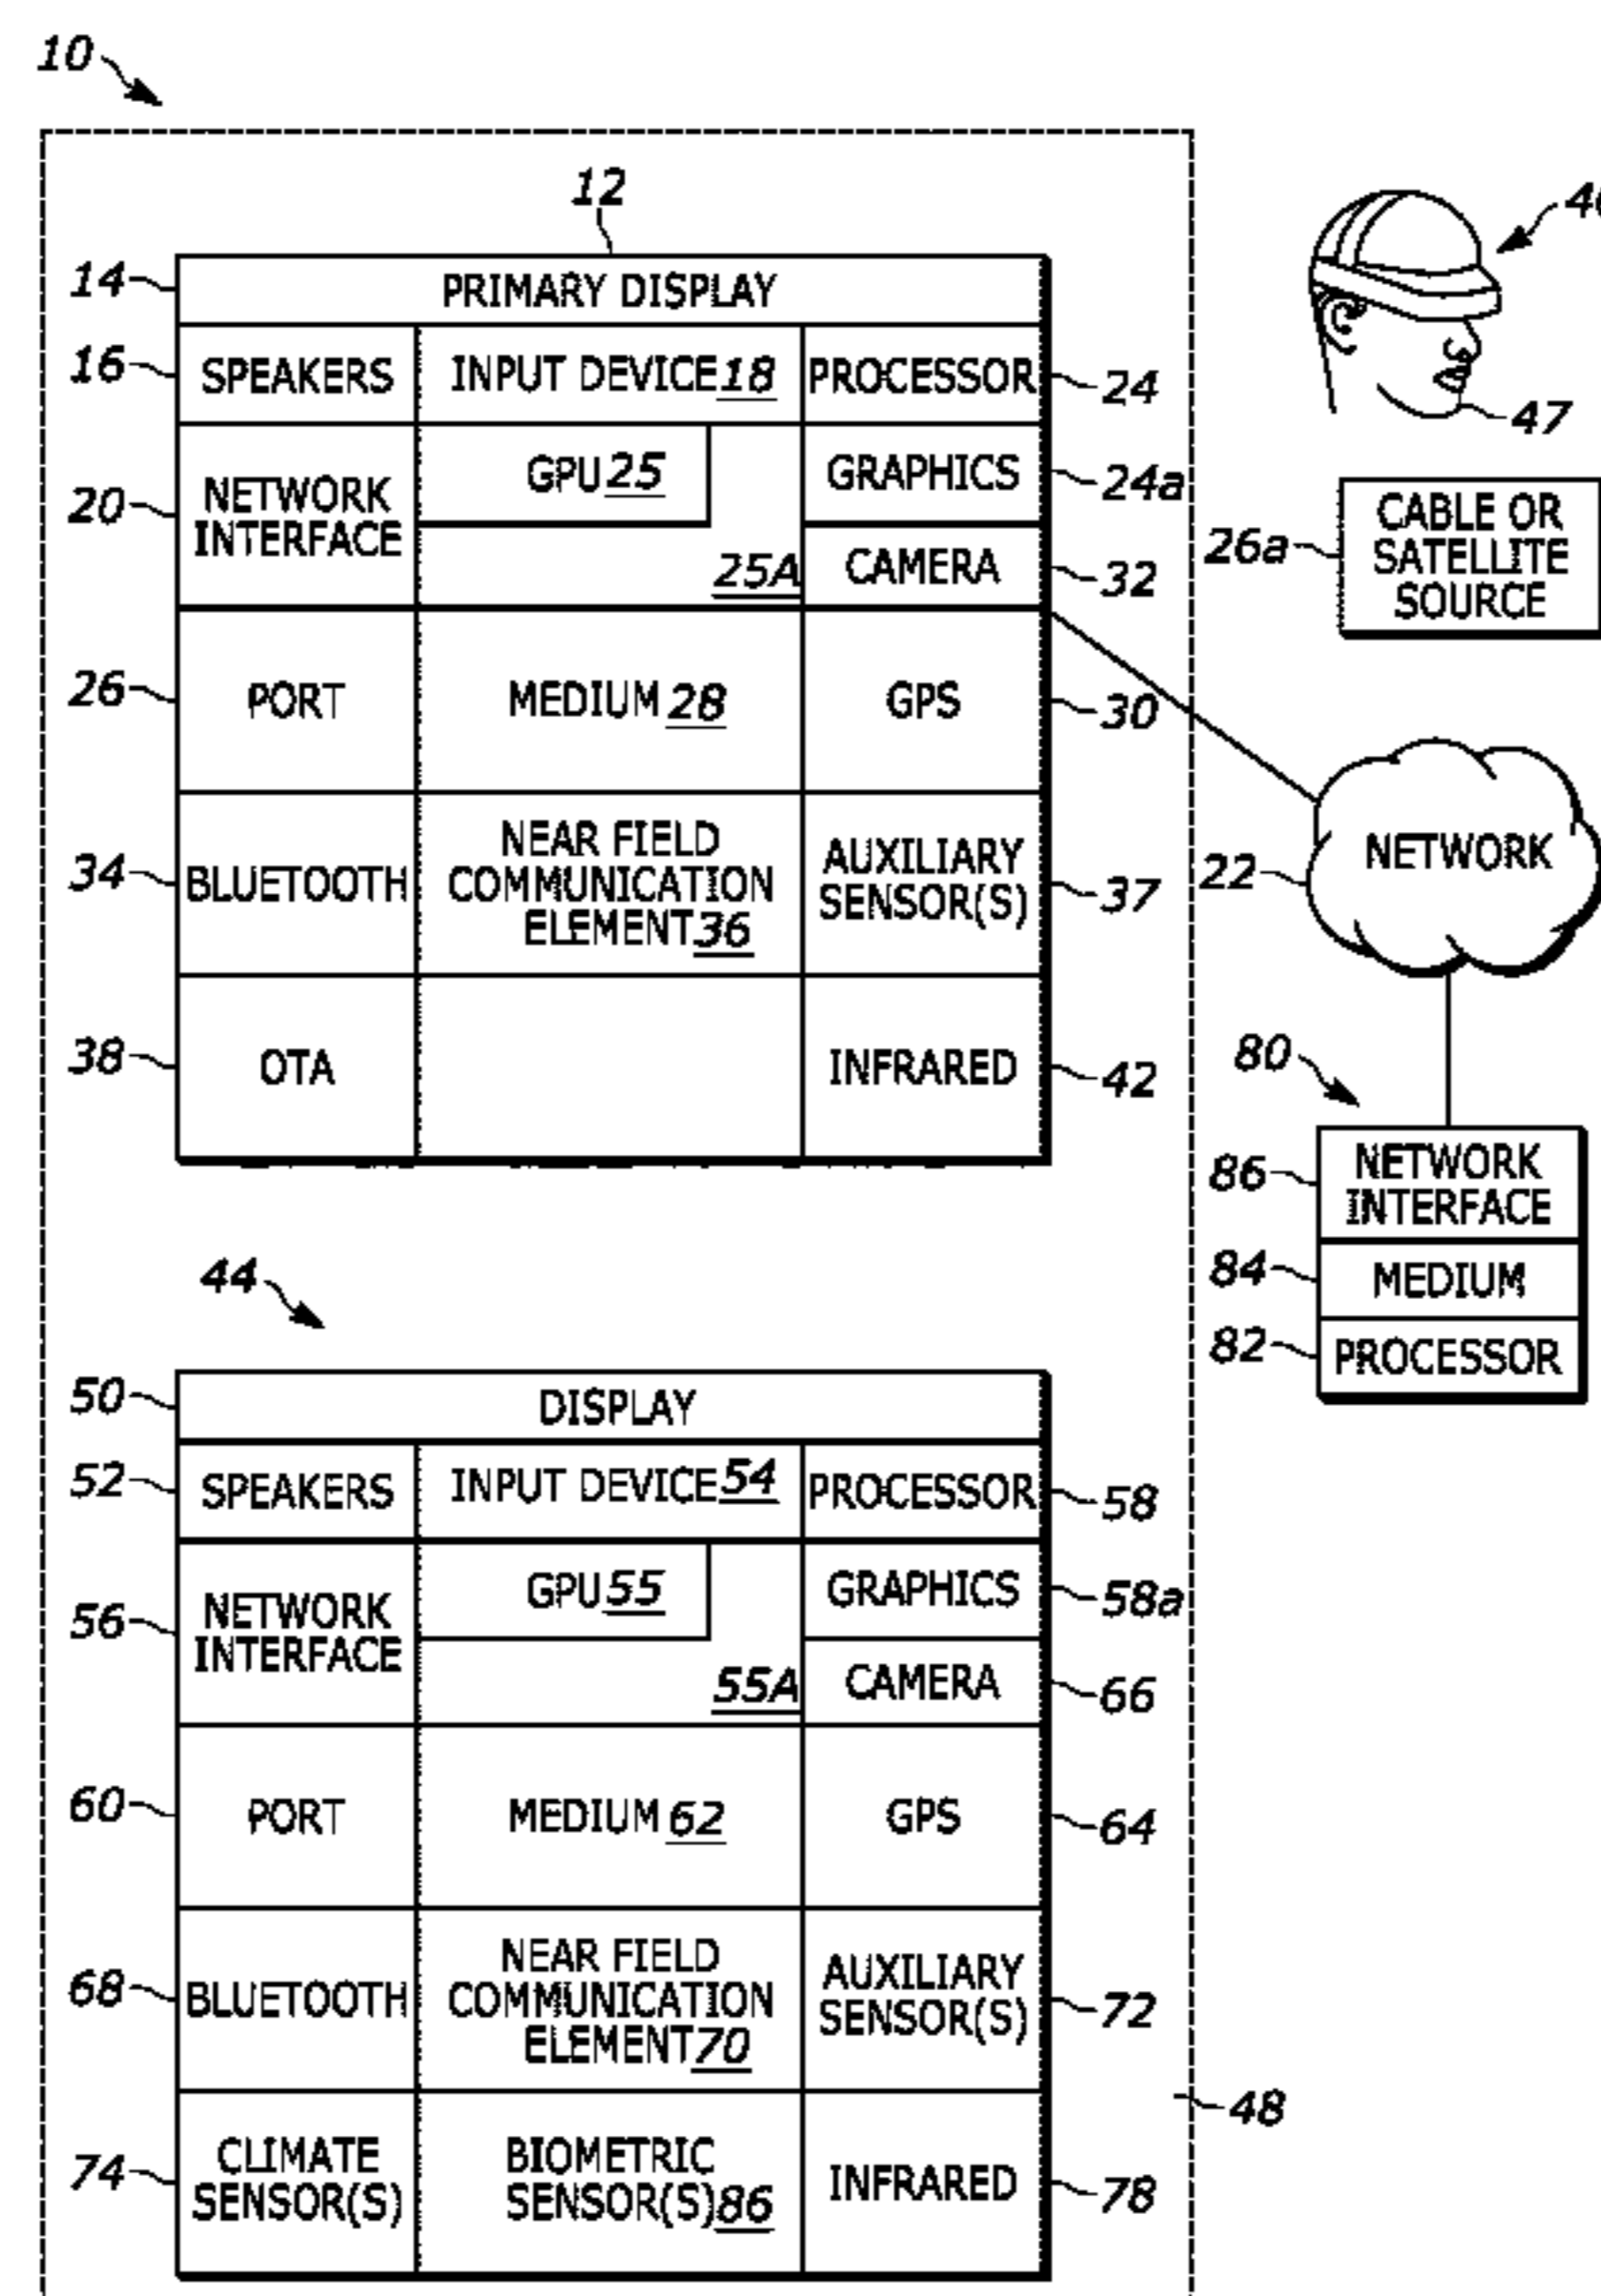 10
12
14
PRIMARY DISPLAY
16
SPEAKERS
INPUT DEVICE 18
PROCESSOR
24
20
NETWORK
INTERFACE
GPU 25
25A
GRAPHICS
24a
CAMERA
32
26
PORT
MEDIUM 28
GPS
30
34
BLUETOOTH
NEAR FIELD
COMMUNICATION
ELEMENT 36
AUXILIARY
SENSOR(S)
37
38
OTA
INFRARED
42
47
26a
CABLE OR
SATELLITE
SOURCE
22
NETWORK
80
86
NETWORK
INTERFACE
84
MEDIUM
82
PROCESSOR
44
50
DISPLAY
52
SPEAKERS
INPUT DEVICE 54
PROCESSOR
58
56
NETWORK
INTERFACE
GPU 55
55A
GRAPHICS
58a
CAMERA
66
60
PORT
MEDIUM 62
GPS
64
68
BLUETOOTH
NEAR FIELD
COMMUNICATION
ELEMENT 70
AUXILIARY
SENSOR(S)
72
74
CLIMATE
SENSOR(S)
BIOMETRIC
SENSOR(S) 86
INFRARED
78
48